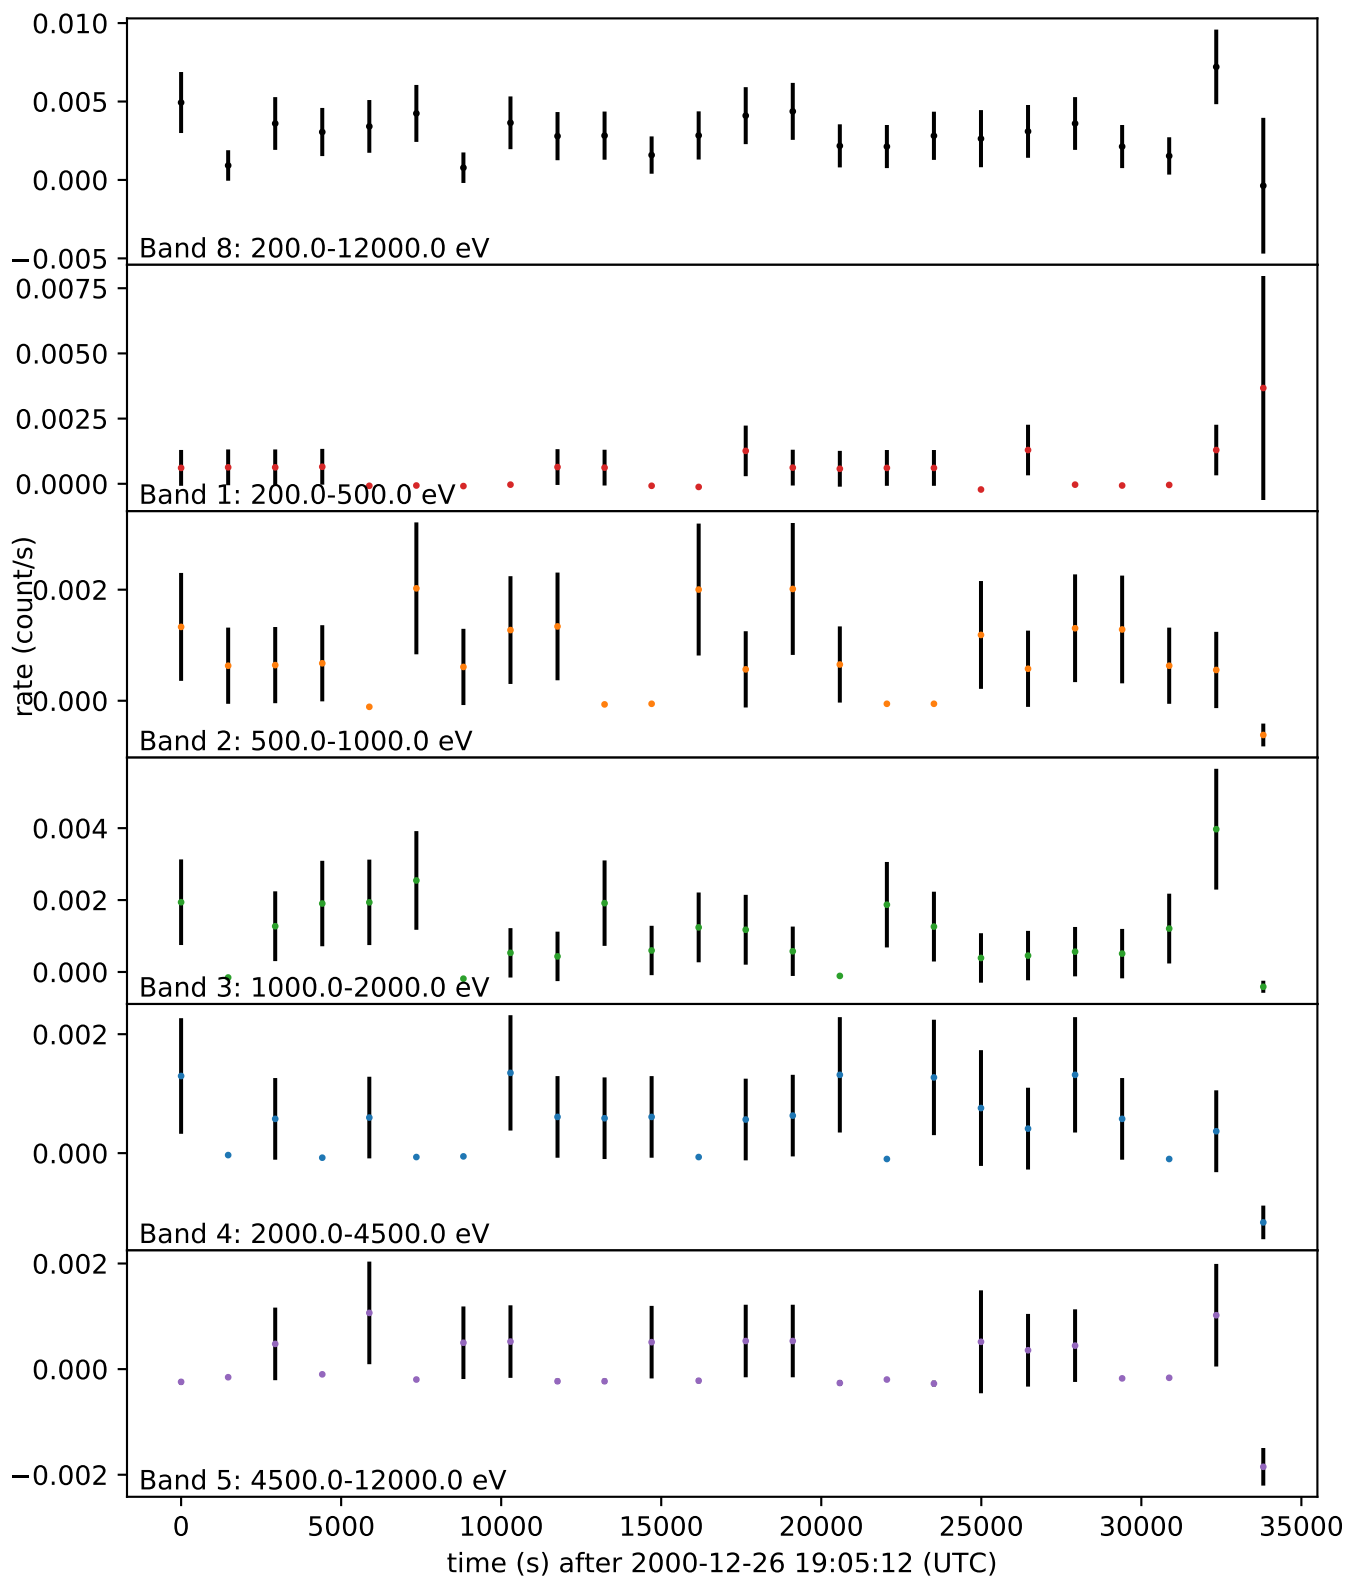 0.010
0.005
0.000
−0.005
Band 8: 200.0-12000.0 eV
0.0075
0.0050
0.0025
0.0000
Band 1: 200.0-500.0 eV
rate (count/s)
0.002
0.000
Band 2: 500.0-1000.0 eV
0.004
0.002
0.000
Band 3: 1000.0-2000.0 eV
0.002
0.000
Band 4: 2000.0-4500.0 eV
0.002
0.000
−0.002
Band 5: 4500.0-12000.0 eV
0 5000 10000 15000 20000 25000 30000 35000
time (s) after 2000-12-26 19:05:12 (UTC)